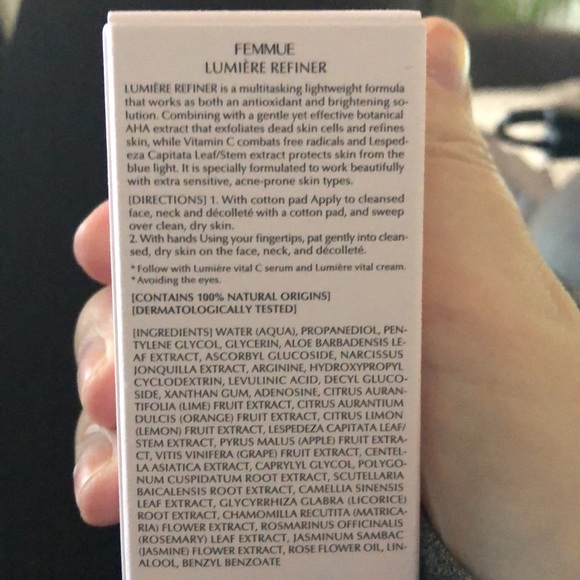 FEMMUE
LUMIÈRE REFINER
LUMIÈRE REFINER is a multitasking lightweight formula
that works as both an antioxidant and brightening so-
lution. Combining with a gentle yet effective botanical
AHA extract that exfoliates dead skin cells and refines
skin, while Vitamin C combats free radicals and Lesped-
eza Capitata Leaf/Stem extract protects skin from the
blue light. It is specially formulated to work beautifully
with extra sensitive, acne-prone skin types.
[DIRECTIONS] 1. With cotton pad Apply to cleansed
face, neck and décolleté with a cotton pad, and sweep
over clean, dry skin.
2. With hands Using your fingertips, pat gently into clean-
sed, dry skin on the face, neck, and décolleté.
* Follow with Lumière vital C serum and Lumière vital cream.
* Avoiding the eyes.
[CONTAINS 100% NATURAL ORIGINS]
[DERMATOLOGICALLY TESTED]
[INGREDIENTS] WATER (AQUA), PROPANEDIOL, PEN-
TYLENE GLYCOL, GLYCERIN, ALOE BARBADENSIS LE-
AF EXTRACT, ASCORBYL GLUCOSIDE, NARCISSUS
JONQUILLA EXTRACT, ARGININE, HYDROXYPROPYL
CYCLODEXTRIN, LEVULINIC ACID, DECYL GLUCO-
SIDE, XANTHAN GUM, ADENOSINE, CITRUS AURAN-
TIFOLIA (LIME) FRUIT EXTRACT, CITRUS AURANTIUM
DULCIS (ORANGE) FRUIT EXTRACT, CITRUS LIMON
(LEMON) FRUIT EXTRACT, LESPEDEZA CAPITATA LEAF/
STEM EXTRACT, PYRUS MALUS (APPLE) FRUIT EXTRA-
CT, VITIS VINIFERA (GRAPE) FRUIT EXTRACT, CENTEL-
LA ASIATICA EXTRACT, CAPRYLYL GLYCOL, POLYGO-
NUM CUSPIDATUM ROOT EXTRACT, SCUTELLARIA
BAICALENSIS ROOT EXTRACT, CAMELLIA SINENSIS
LEAF EXTRACT, GLYCYRRHIZA GLABRA (LICORICE)
ROOT EXTRACT, CHAMOMILLA RECUTITA (MATRICA-
RIA) FLOWER EXTRACT, ROSMARINUS OFFICINALIS
(ROSEMARY) LEAF EXTRACT, JASMINUM SAMBAC
(JASMINE) FLOWER EXTRACT, ROSE FLOWER OIL, LIN-
ALOOL, BENZYL BENZOATE